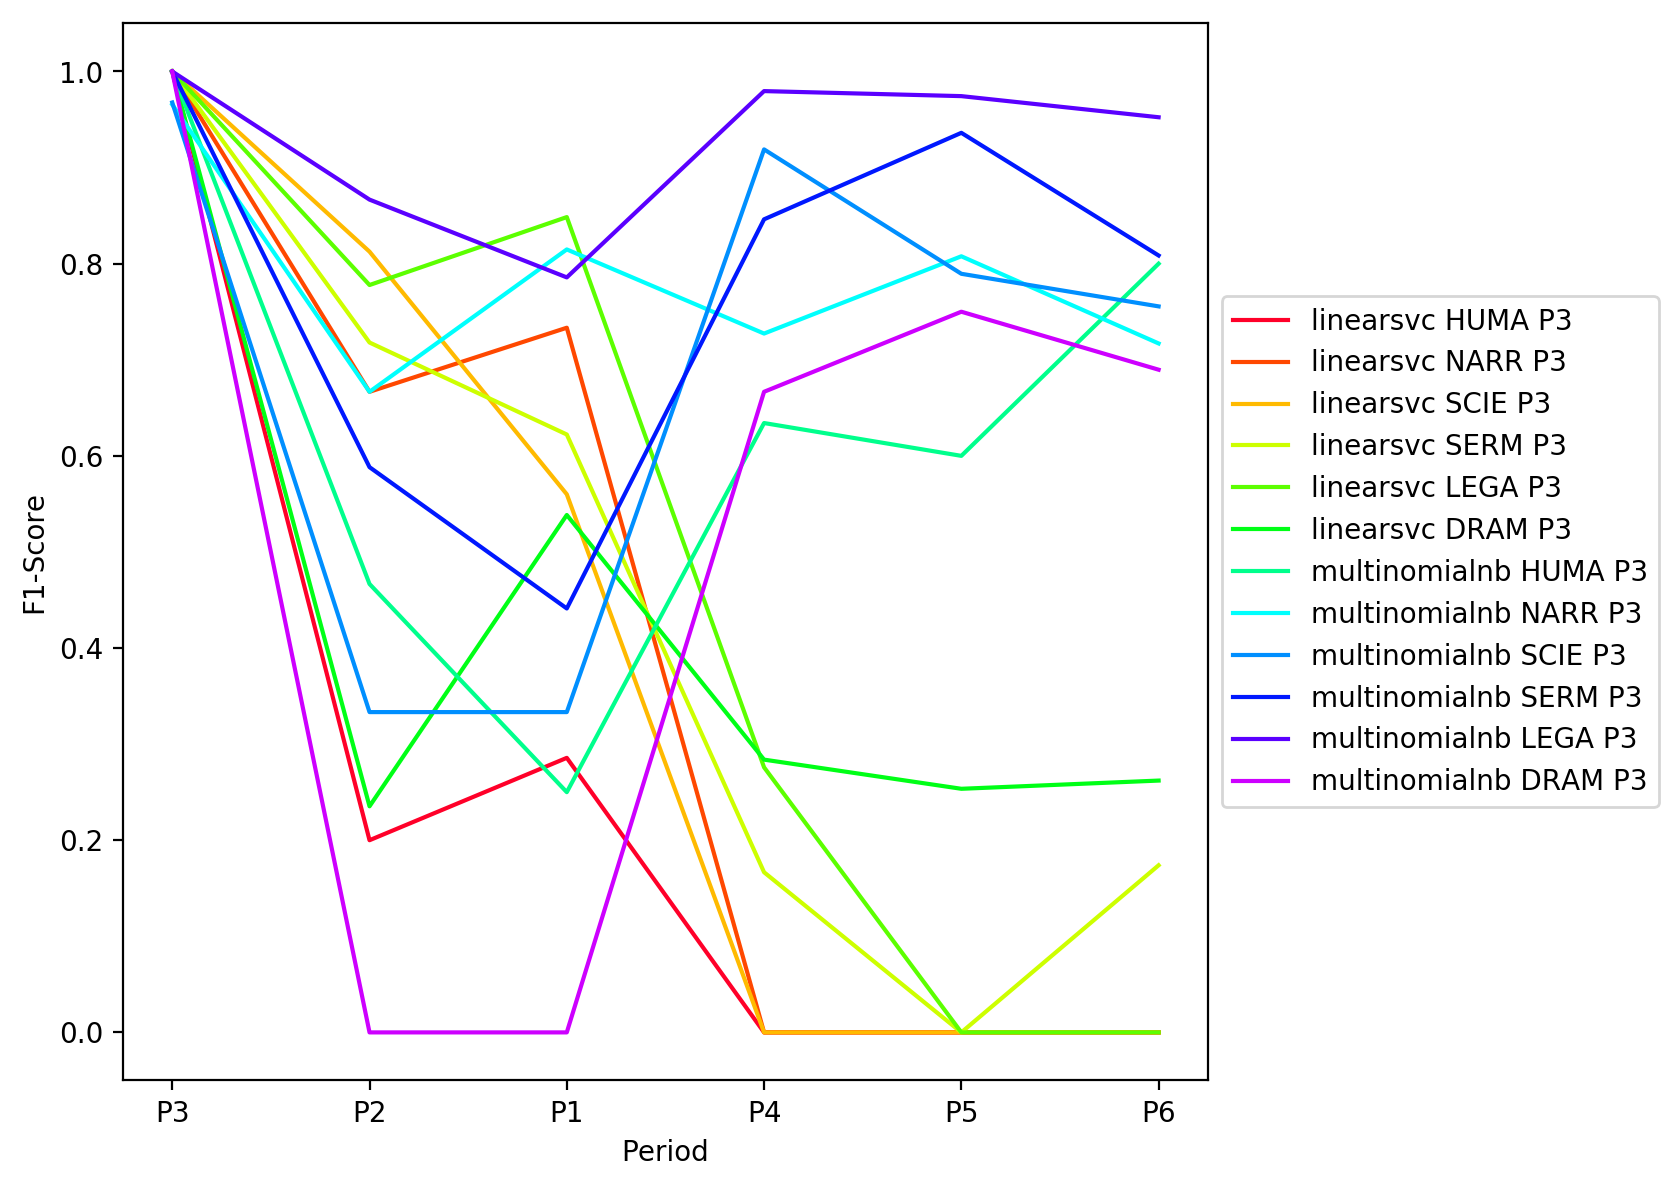 1.0
0.8
0.6
0.4
0.2
0.0
F1-Score
P3 P2 P1 P4 P5 P6
Period
linearsvc HUMA P3
linearsvc NARR P3
linearsvc SCIE P3
linearsvc SERM P3
linearsvc LEGA P3
linearsvc DRAM P3
multinomialnb HUMA P3
multinomialnb NARR P3
multinomialnb SCIE P3
multinomialnb SERM P3
multinomialnb LEGA P3
multinomialnb DRAM P3